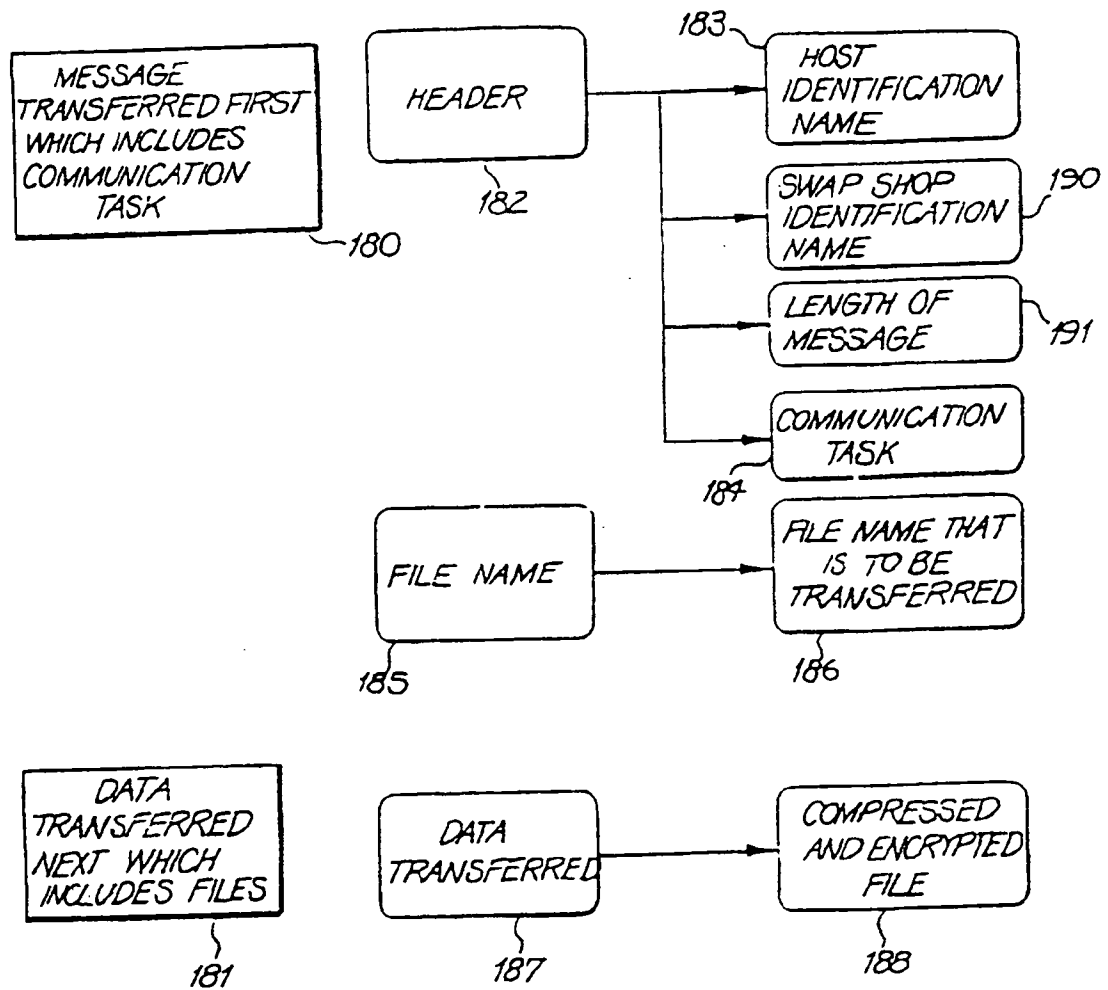 MESSAGE
TRANSFERRED FIRST
WHICH INCLUDES
COMMUNICATION
TASK
180
HEADER
182
183
HOST
IDENTIFICATION
NAME
SWAP SHOP
IDENTIFICATION
NAME
190
LENGTH OF
MESSAGE
191
COMMUNICATION
TASK
184
FILE NAME
185
FILE NAME THAT
IS TO BE
TRANSFERRED
186
DATA
TRANSFERRED
NEXT WHICH
INCLUDES FILES
181
DATA
TRANSFERRED
187
COMPRESSED
AND ENCRYPTED
FILE
188